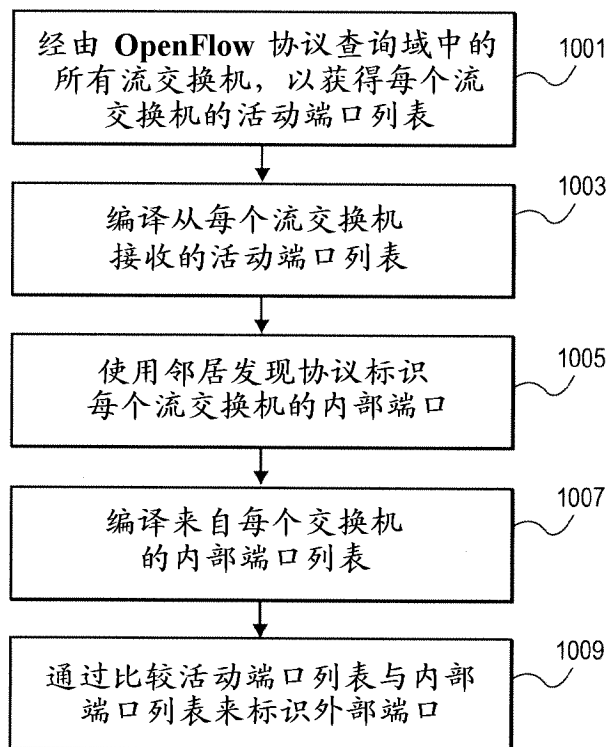 经由 OpenFlow 协议查询域中的
所有流交换机，以获得每个流
交换机的活动端口列表
1001
编译从每个流交换机
接收的活动端口列表
1003
使用邻居发现协议标识
每个流交换机的内部端口
1005
编译来自每个交换机
的内部端口列表
1007
通过比较活动端口列表与内部
端口列表来标识外部端口
1009